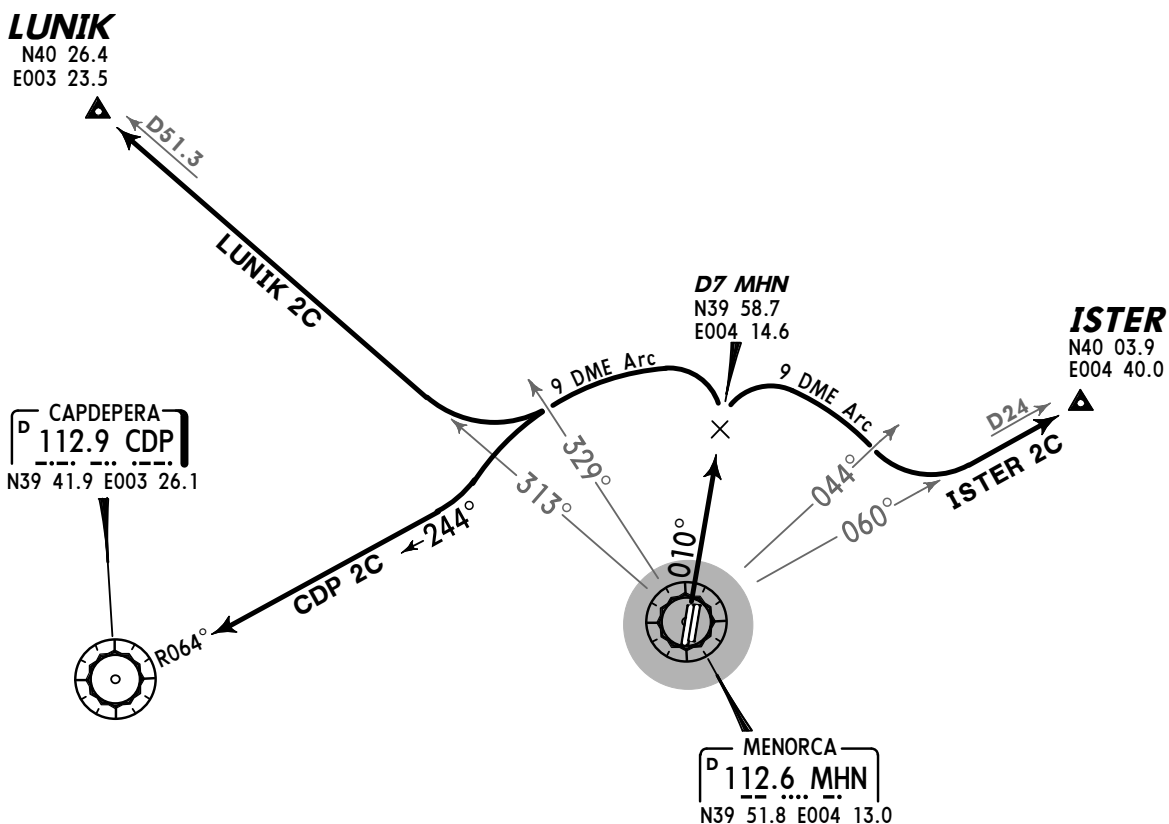 LUNIK
N40 26.4
E003 23.5
D51.3
LUNIK 2C
D7 MHN
N39 58.7
E004 14.6
ISTER
N40 03.9
E004 40.0
9 DME Arc
9 DME Arc
D24
ISTER 2C
CAPDEPERA
D 112.9 CDP
N39 41.9 E003 26.1
329°
313°
044°
060°
010°
244°
CDP 2C
R064°
MENORCA
D 112.6 MHN
N39 51.8 E004 13.0